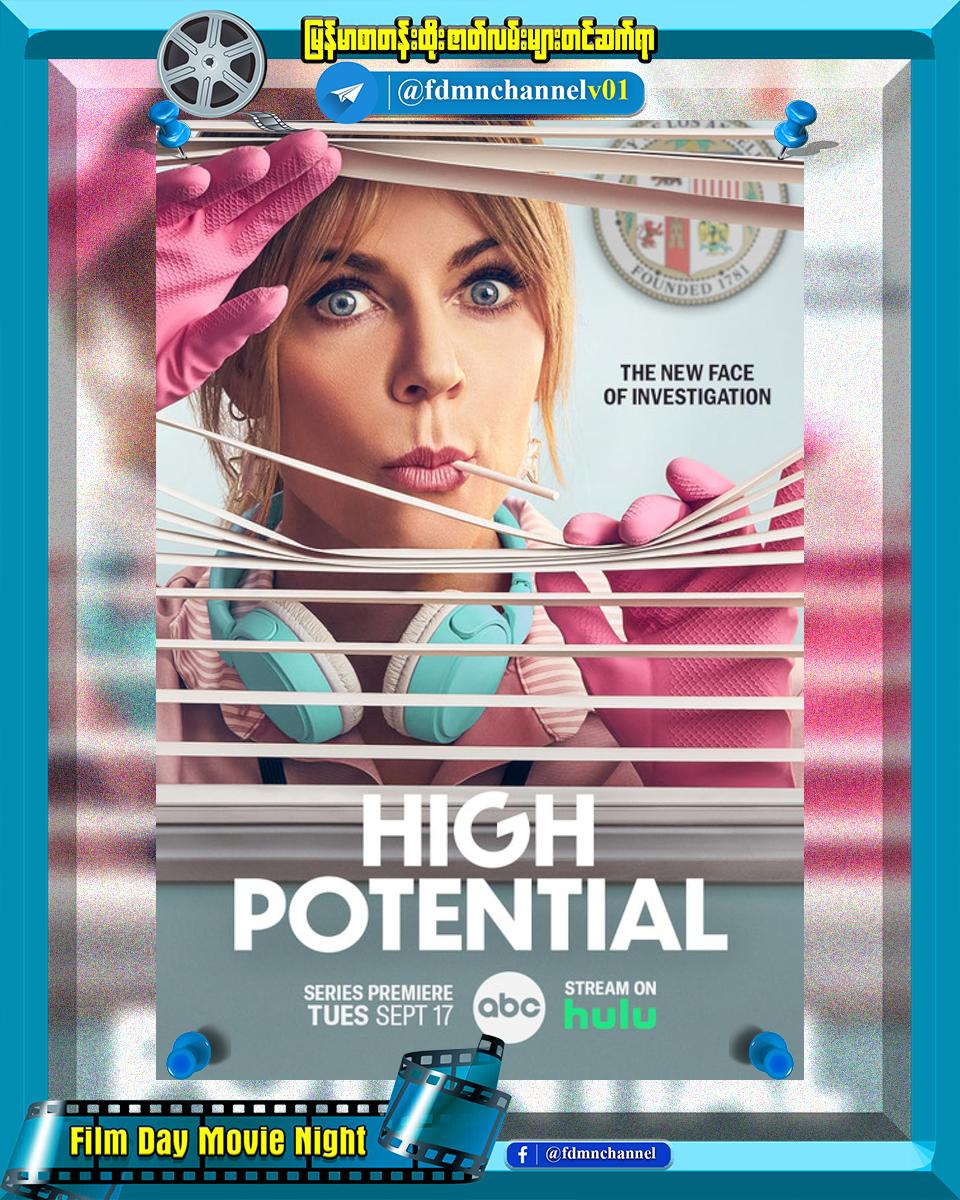 မြန်မာစာတန်းထိုးဇာတ်လမ်းများတင်ဆက်ရာ
@fdmnchannelv01
LOS A
FOUNDED 1781
THE NEW FACE
OF INVESTIGATION
HIGH
POTENTIAL
SERIES PREMIERE
TUES SEPT 17
abc
STREAM ON
hulu
Film Day Movie Night
@fdmnchannel